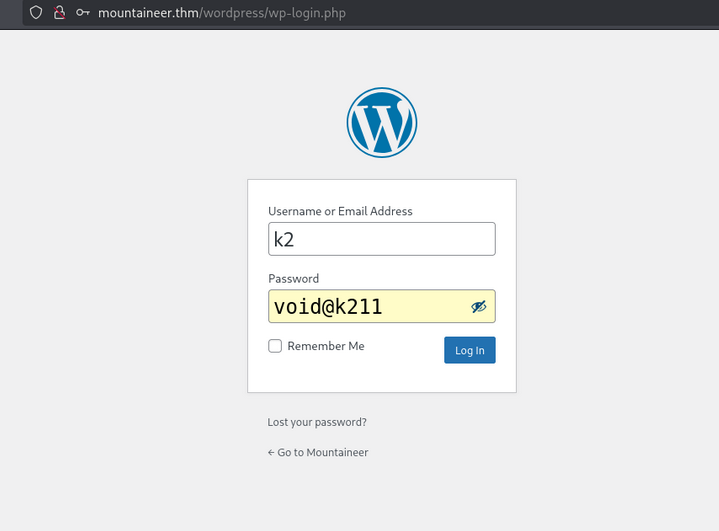 mountaineer.thm/wordpress/wp-login.php
Username or Email Address
k2
Password
void@k211
Remember Me
Log In
Lost your password?
← Go to Mountaineer